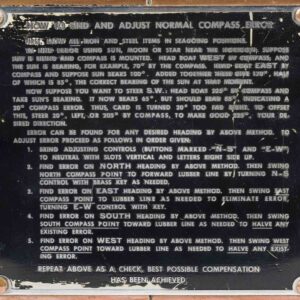 HOW TO FIND AND ADJUST NORMAL COMPASS ERROR
HAVE KNOWN ALL IRON AND STEEL ITEMS IN SEAGOING POSITIONS.
TO FIND ERROR USING SUN, MOON OR STAR NEAR THE HORIZON, SUPPOSE
SUN IS BEHIND AND COMPASS IS MOUNTED. HEAD BOAT WEST BY COMPASS, AND
THE SUN IS BEARING, FOR EXAMPLE, 70° BY THE COMPASS. THEN HEAD EAST BY
COMPASS AND SUPPOSE SUN BEARS 100°. ADDED TOGETHER THESE GIVE 170°, HALF
OF WHICH IS 85°, THE CORRECT BEARING OF THE SUN AT THAT MOMENT.
NOW SUPPOSE YOU WANT TO STEER S.W.: HEAD BOAT 225° BY COMPASS AND
TAKE SUN'S BEARING. IT NOW BEARS 65°, BUT SHOULD BEAR 85°, INDICATING A
20° COMPASS ERROR. THUS, CARD IS TURNED 20° TOO FAR RIGHT. TO OFFSET
THIS, STEER 20°, LEFT, OR 205° BY COMPASS, TO MAKE GOOD 225°, YOUR DE-
SIRED DIRECTION.
ERROR CAN BE FOUND FOR ANY DESIRED HEADING BY ABOVE METHOD. TO
ADJUST ERROR PROCEED AS FOLLOWS IN ORDER GIVEN:
1. BRING ADJUSTING CONTROLS (BUTTONS) MARKED "N-S" AND "E-W")
TO NEUTRAL WITH SLOTS VERTICAL AND LETTERS RIGHT SIDE UP.
2. FIND ERROR ON NORTH HEADING BY ABOVE METHOD, THEN SWING
NORTH COMPASS POINT TO FORWARD LUBBER LINE BY TURNING N-S
CONTROL WITH BRASS KEY AS NEEDED.
3. FIND ERROR ON EAST HEADING BY ABOVE METHOD, THEN SWING EAST
COMPASS POINT TO LUBBER LINE AS NEEDED TO ELIMINATE ERROR,
TURNING E-W CONTROL WITH KEY.
4. FIND ERROR ON SOUTH HEADING BY ABOVE METHOD, THEN SWING
SOUTH COMPASS POINT TOWARD LUBBER LINE AS NEEDED TO HALVE ANY
EXISTING ERROR.
5. FIND ERROR ON WEST HEADING BY ABOVE METHOD, THEN SWING WEST
COMPASS POINT TOWARD LUBBER LINE AS NEEDED TO HALVE ANY EXIST-
ING ERROR.
REPEAT ABOVE AS A CHECK, BEST POSSIBLE COMPENSATION
HAS BEEN ACHIEVED.